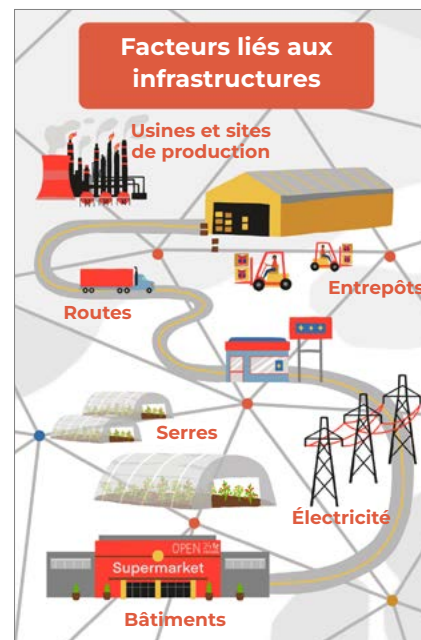 Facteurs liés aux
infrastructures
Usines et sites
de production
Entrepôts
Routes
Serres
Électricité
OPEN
Supermarket
Bâtiments